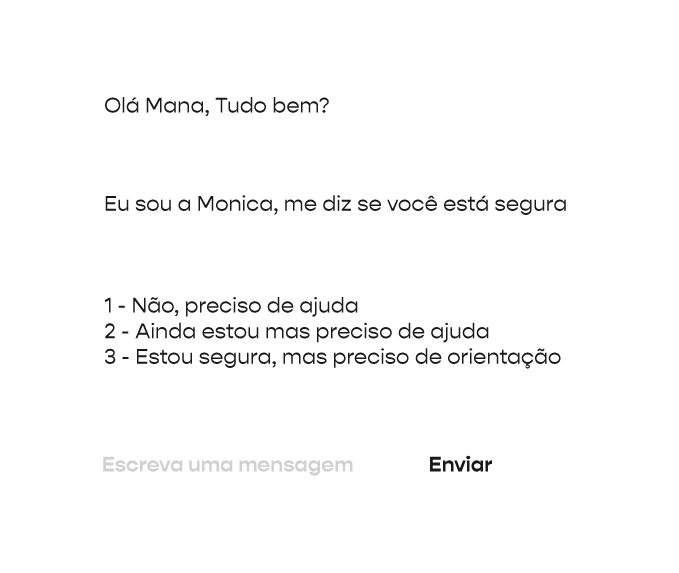 Olá Mana, Tudo bem?
Eu sou a Monica, me diz se você está segura
1 - Não, preciso de ajuda
2 - Ainda estou mas preciso de ajuda
3 - Estou segura, mas preciso de orientação
Escreva uma mensagem Enviar